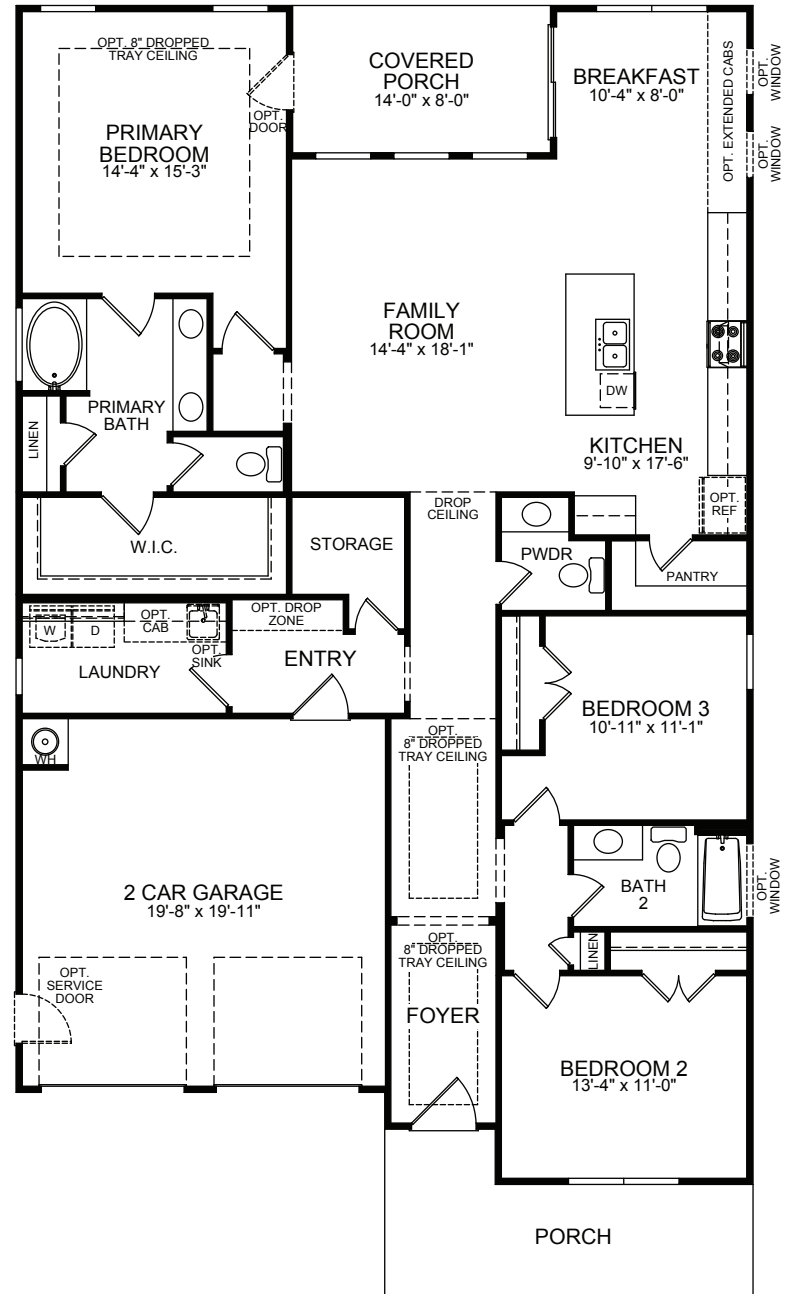 OPT. 8" DROPPED
TRAY CEILING
PRIMARY
BEDROOM
14'-4" x 15'-3"
OPT.
DOOR
COVERED
PORCH
14'-0" x 8'-0"
BREAKFAST
10'-4" x 8'-0"
OPT. EXTENDED CABS
OPT.
WINDOW
OPT.
WINDOW
FAMILY
ROOM
14'-4" x 18'-1"
DW
KITCHEN
9'-10" x 17'-6"
OPT.
REF
PRIMARY
BATH
LINEN
W.I.C.
STORAGE
DROP
CEILING
PWDR
PANTRY
W
D
OPT.
CAB
OPT.
SINK
LAUNDRY
OPT. DROP
ZONE
ENTRY
BEDROOM 3
10'-11" x 11'-1"
WH
OPT.
8" DROPPED
TRAY CEILING
2 CAR GARAGE
19'-8" x 19'-11"
BATH
2
OPT.
WINDOW
LINEN
OPT.
8" DROPPED
TRAY CEILING
OPT.
SERVICE
DOOR
FOYER
BEDROOM 2
13'-4" x 11'-0"
PORCH